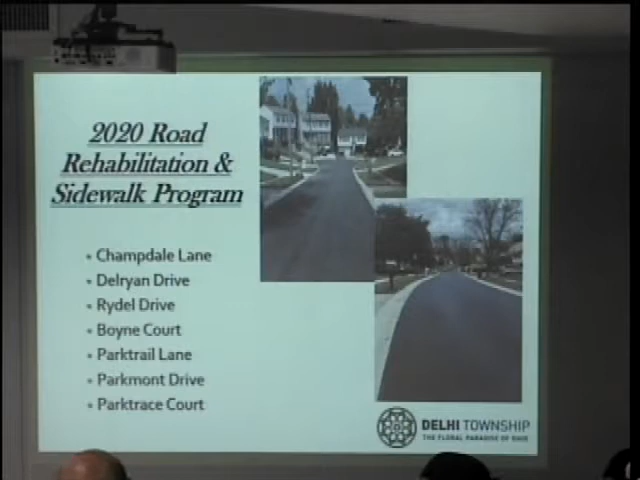 2020 Road
Rehabilitation &
Sidewalk Program
• Champdale Lane
• Delryan Drive
• Rydel Drive
• Boyne Court
• Parktrail Lane
• Parkmont Drive
• Parktrace Court
DELHI TOWNSHIP
THE FLORAL PARADISE OF OHIO